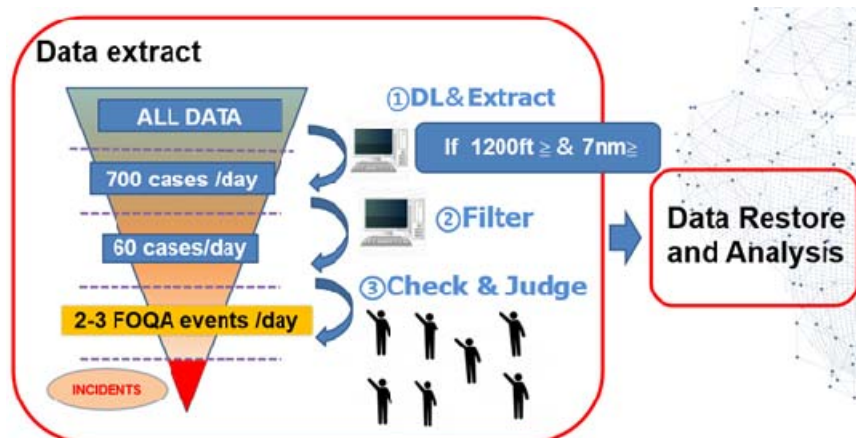 Data extract
ALL DATA
①DL&Extract
If 1200ft ≧ & 7nm≧
700 cases /day
②Filter
60 cases/day
③Check & Judge
2-3 FOQA events /day
INCIDENTS
Data Restore
and Analysis